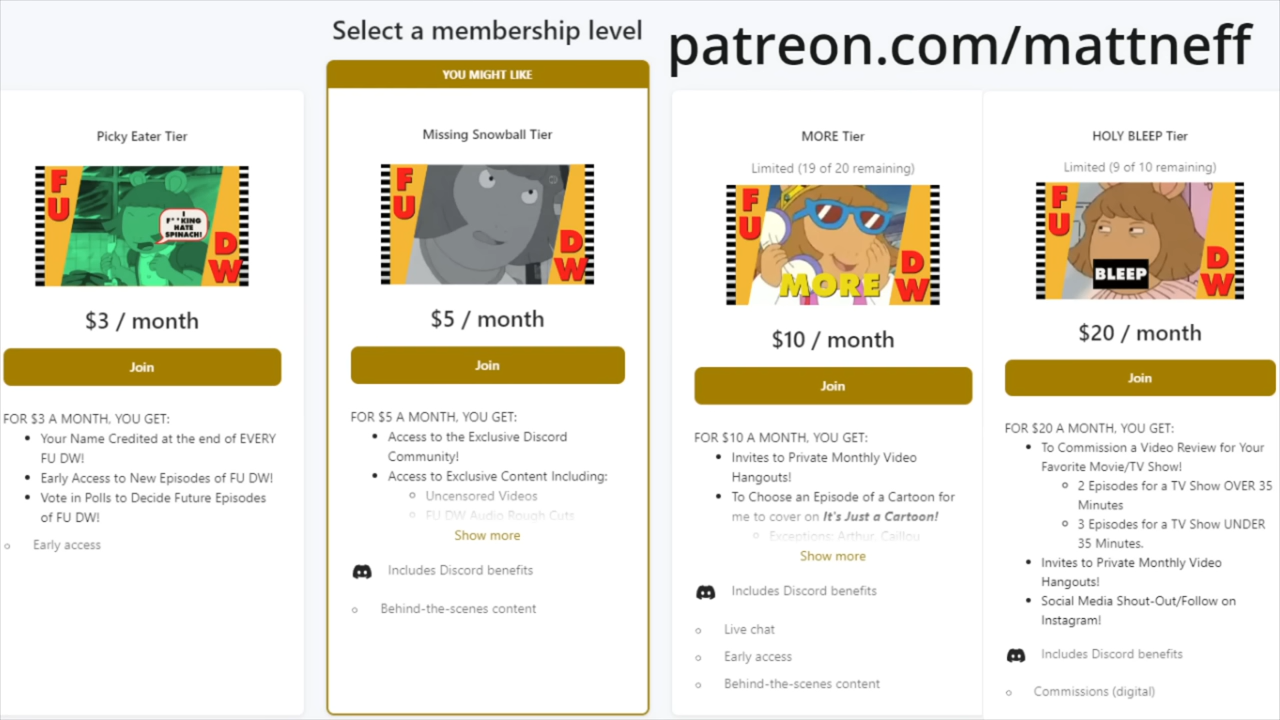 Select a membership level
patreon.com/mattneff
Picky Eater Tier
FU
I
F**KING
HATE
SPINACH!
DW
$3 / month
Join
FOR $3 A MONTH, YOU GET:
Your Name Credited at the end of EVERY
FU DW!
Early Access to New Episodes of FU DW!
Vote in Polls to Decide Future Episodes
of FU DW!
Early access
YOU MIGHT LIKE
Missing Snowball Tier
FU
DW
$5 / month
Join
FOR $5 A MONTH, YOU GET:
Access to the Exclusive Discord
Community!
Access to Exclusive Content Including:
Uncensored Videos
FU DW Audio Rough Cuts
Show more
Includes Discord benefits
Behind-the-scenes content
MORE Tier
Limited (19 of 20 remaining)
FU
MORE
DW
$10 / month
Join
FOR $10 A MONTH, YOU GET:
Invites to Private Monthly Video
Hangouts!
To Choose an Episode of a Cartoon for
me to cover on It's Just a Cartoon!
Exceptions: Arthur, Caillou
Show more
Includes Discord benefits
Live chat
Early access
Behind-the-scenes content
HOLY BLEEP Tier
Limited (9 of 10 remaining)
FU
BLEEP
DW
$20 / month
Join
FOR $20 A MONTH, YOU GET:
To Commission a Video Review for Your
Favorite Movie/TV Show!
2 Episodes for a TV Show OVER 35
Minutes
3 Episodes for a TV Show UNDER
35 Minutes.
Invites to Private Monthly Video
Hangouts!
Social Media Shout-Out/Follow on
Instagram!
Includes Discord benefits
Commissions (digital)